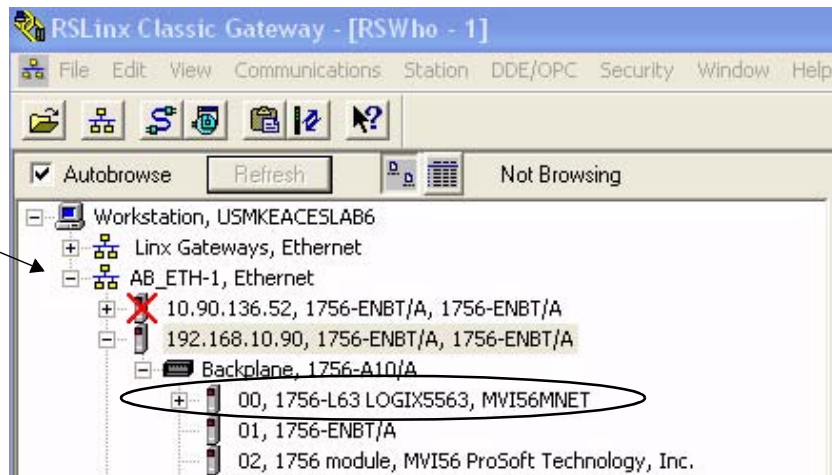 RSLinx Classic Gateway - [RSWho - 1]
File Edit View Communications Station DDE/OPC Security Window Help
Autobrowse Refresh Not Browsing
Workstation, USMKEACESLAB6
Linx Gateways, Ethernet
AB_ETH-1, Ethernet
10.90.136.52, 1756-ENBT/A, 1756-ENBT/A
192.168.10.90, 1756-ENBT/A, 1756-ENBT/A
Backplane, 1756-A10/A
00, 1756-L63 LOGIX5563, MVI56MNET
01, 1756-ENBT/A
02, 1756 module, MVI56 ProSoft Technology, Inc.